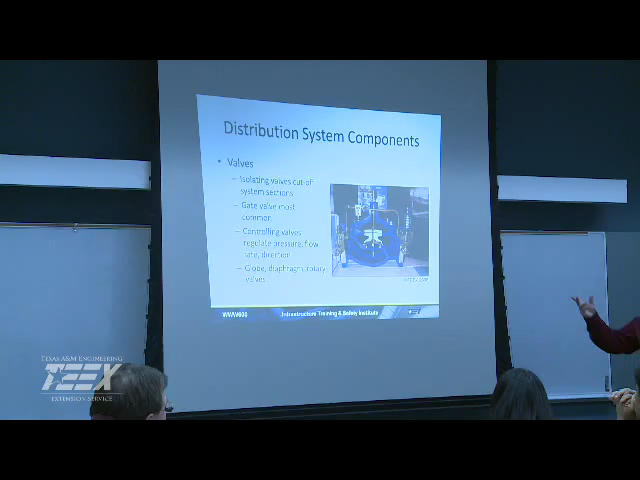 Distribution System Components
• Valves
– Isolating valves cut-off
system sections
– Gate valve most
common
– Controlling valves
regulate pressure, flow
rate, direction
– Globe, diaphragm, rotary
valves
WWW600
Infrastructure Training & Safety Institute
TEXAS A&M ENGINEERING
TEEX
EXTENSION SERVICE